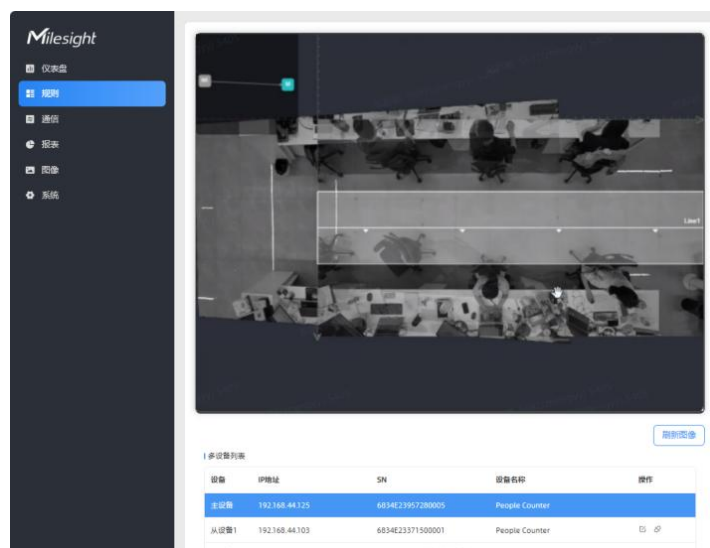 Milesight
仪表盘
规则
通信
报表
图像
系统
Line1
刷新图像
多设备列表
设备 IP地址 SN 设备名称 操作
主设备 192.168.44.125 6834E23957280005 People Counter
从设备1 192.168.44.103 6834E23371500001 People Counter